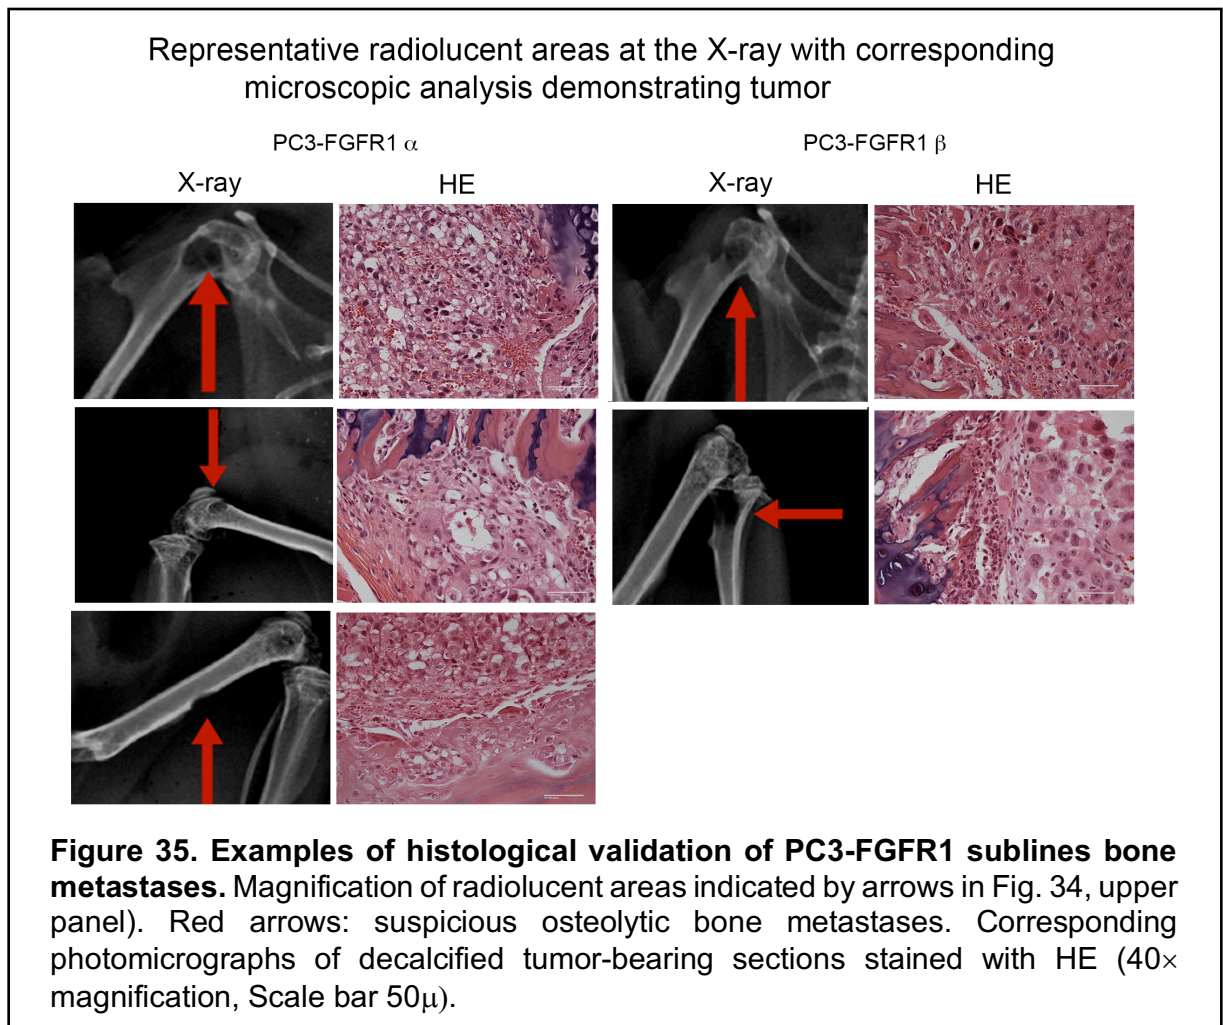 Representative radiolucent areas at the X-ray with corresponding
microscopic analysis demonstrating tumor
PC3-FGFR1 α
PC3-FGFR1 β
X-ray
HE
X-ray
HE
Figure 35. Examples of histological validation of PC3-FGFR1 sublines bone
metastases. Magnification of radiolucent areas indicated by arrows in Fig. 34, upper
panel). Red arrows: suspicious osteolytic bone metastases. Corresponding
photomicrographs of decalcified tumor-bearing sections stained with HE (40×
magnification, Scale bar 50μ).